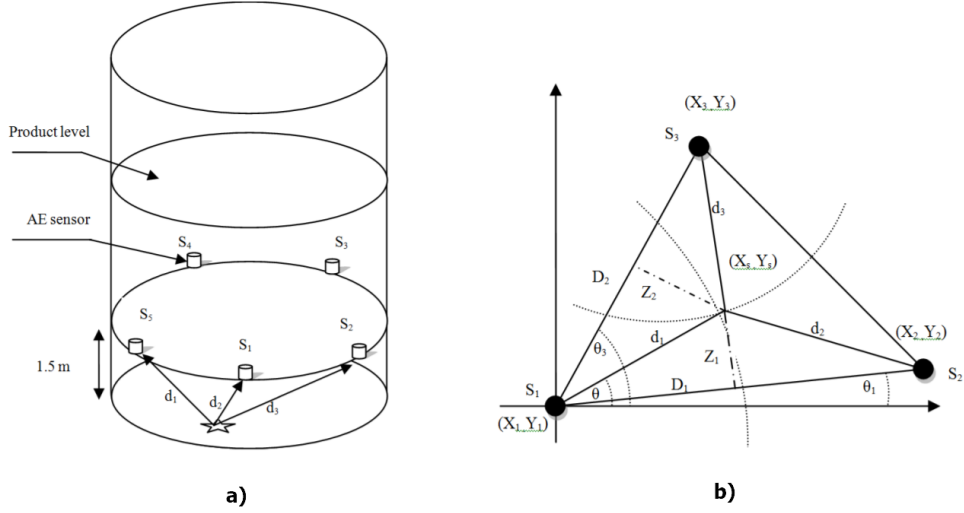 Product level
AE sensor
S₄
S₃
S₅
S₁
S₂
1.5 m
d₁
d₂
d₃
a)
(X₃,Y₃)
S₃
d₃
(Xₛ,Yₛ)
D₂
Z₂
d₁
d₂
(X₂,Y₂)
θ₃
Z₁
S₂
S₁
θ
D₁
θ₁
(X₁,Y₁)
b)